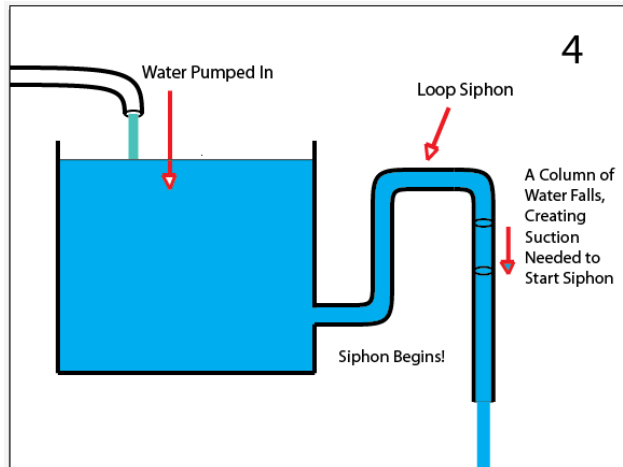 4
Water Pumped In
Loop Siphon
A Column of
Water Falls,
Creating
Suction
Needed to
Start Siphon
Siphon Begins!